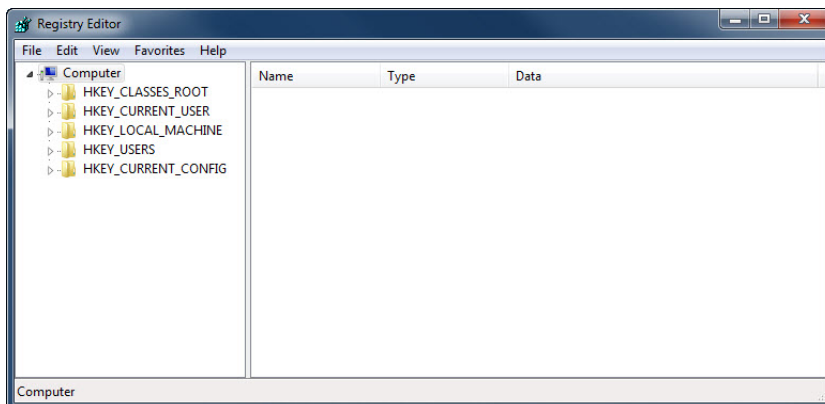 Registry Editor
File Edit View Favorites Help
Computer
HKEY_CLASSES_ROOT
HKEY_CURRENT_USER
HKEY_LOCAL_MACHINE
HKEY_USERS
HKEY_CURRENT_CONFIG
Name Type Data
Computer